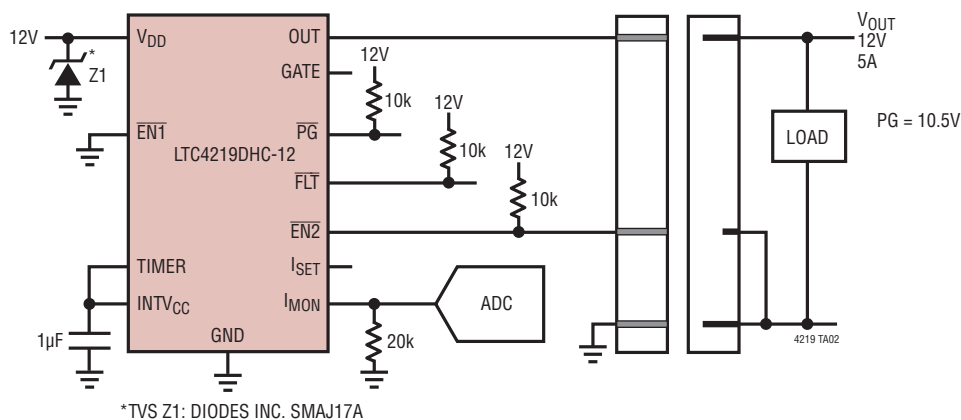 12V
*
Z1
V_DD
EN1
TIMER
INTV_CC
1µF
GND
LTC4219DHC-12
OUT
GATE
PG
FLT
EN2
I_SET
I_MON
12V
10k
12V
10k
12V
10k
20k
ADC
V_OUT
12V
5A
LOAD
PG = 10.5V
4219 TA02
*TVS Z1: DIODES INC. SMAJ17A